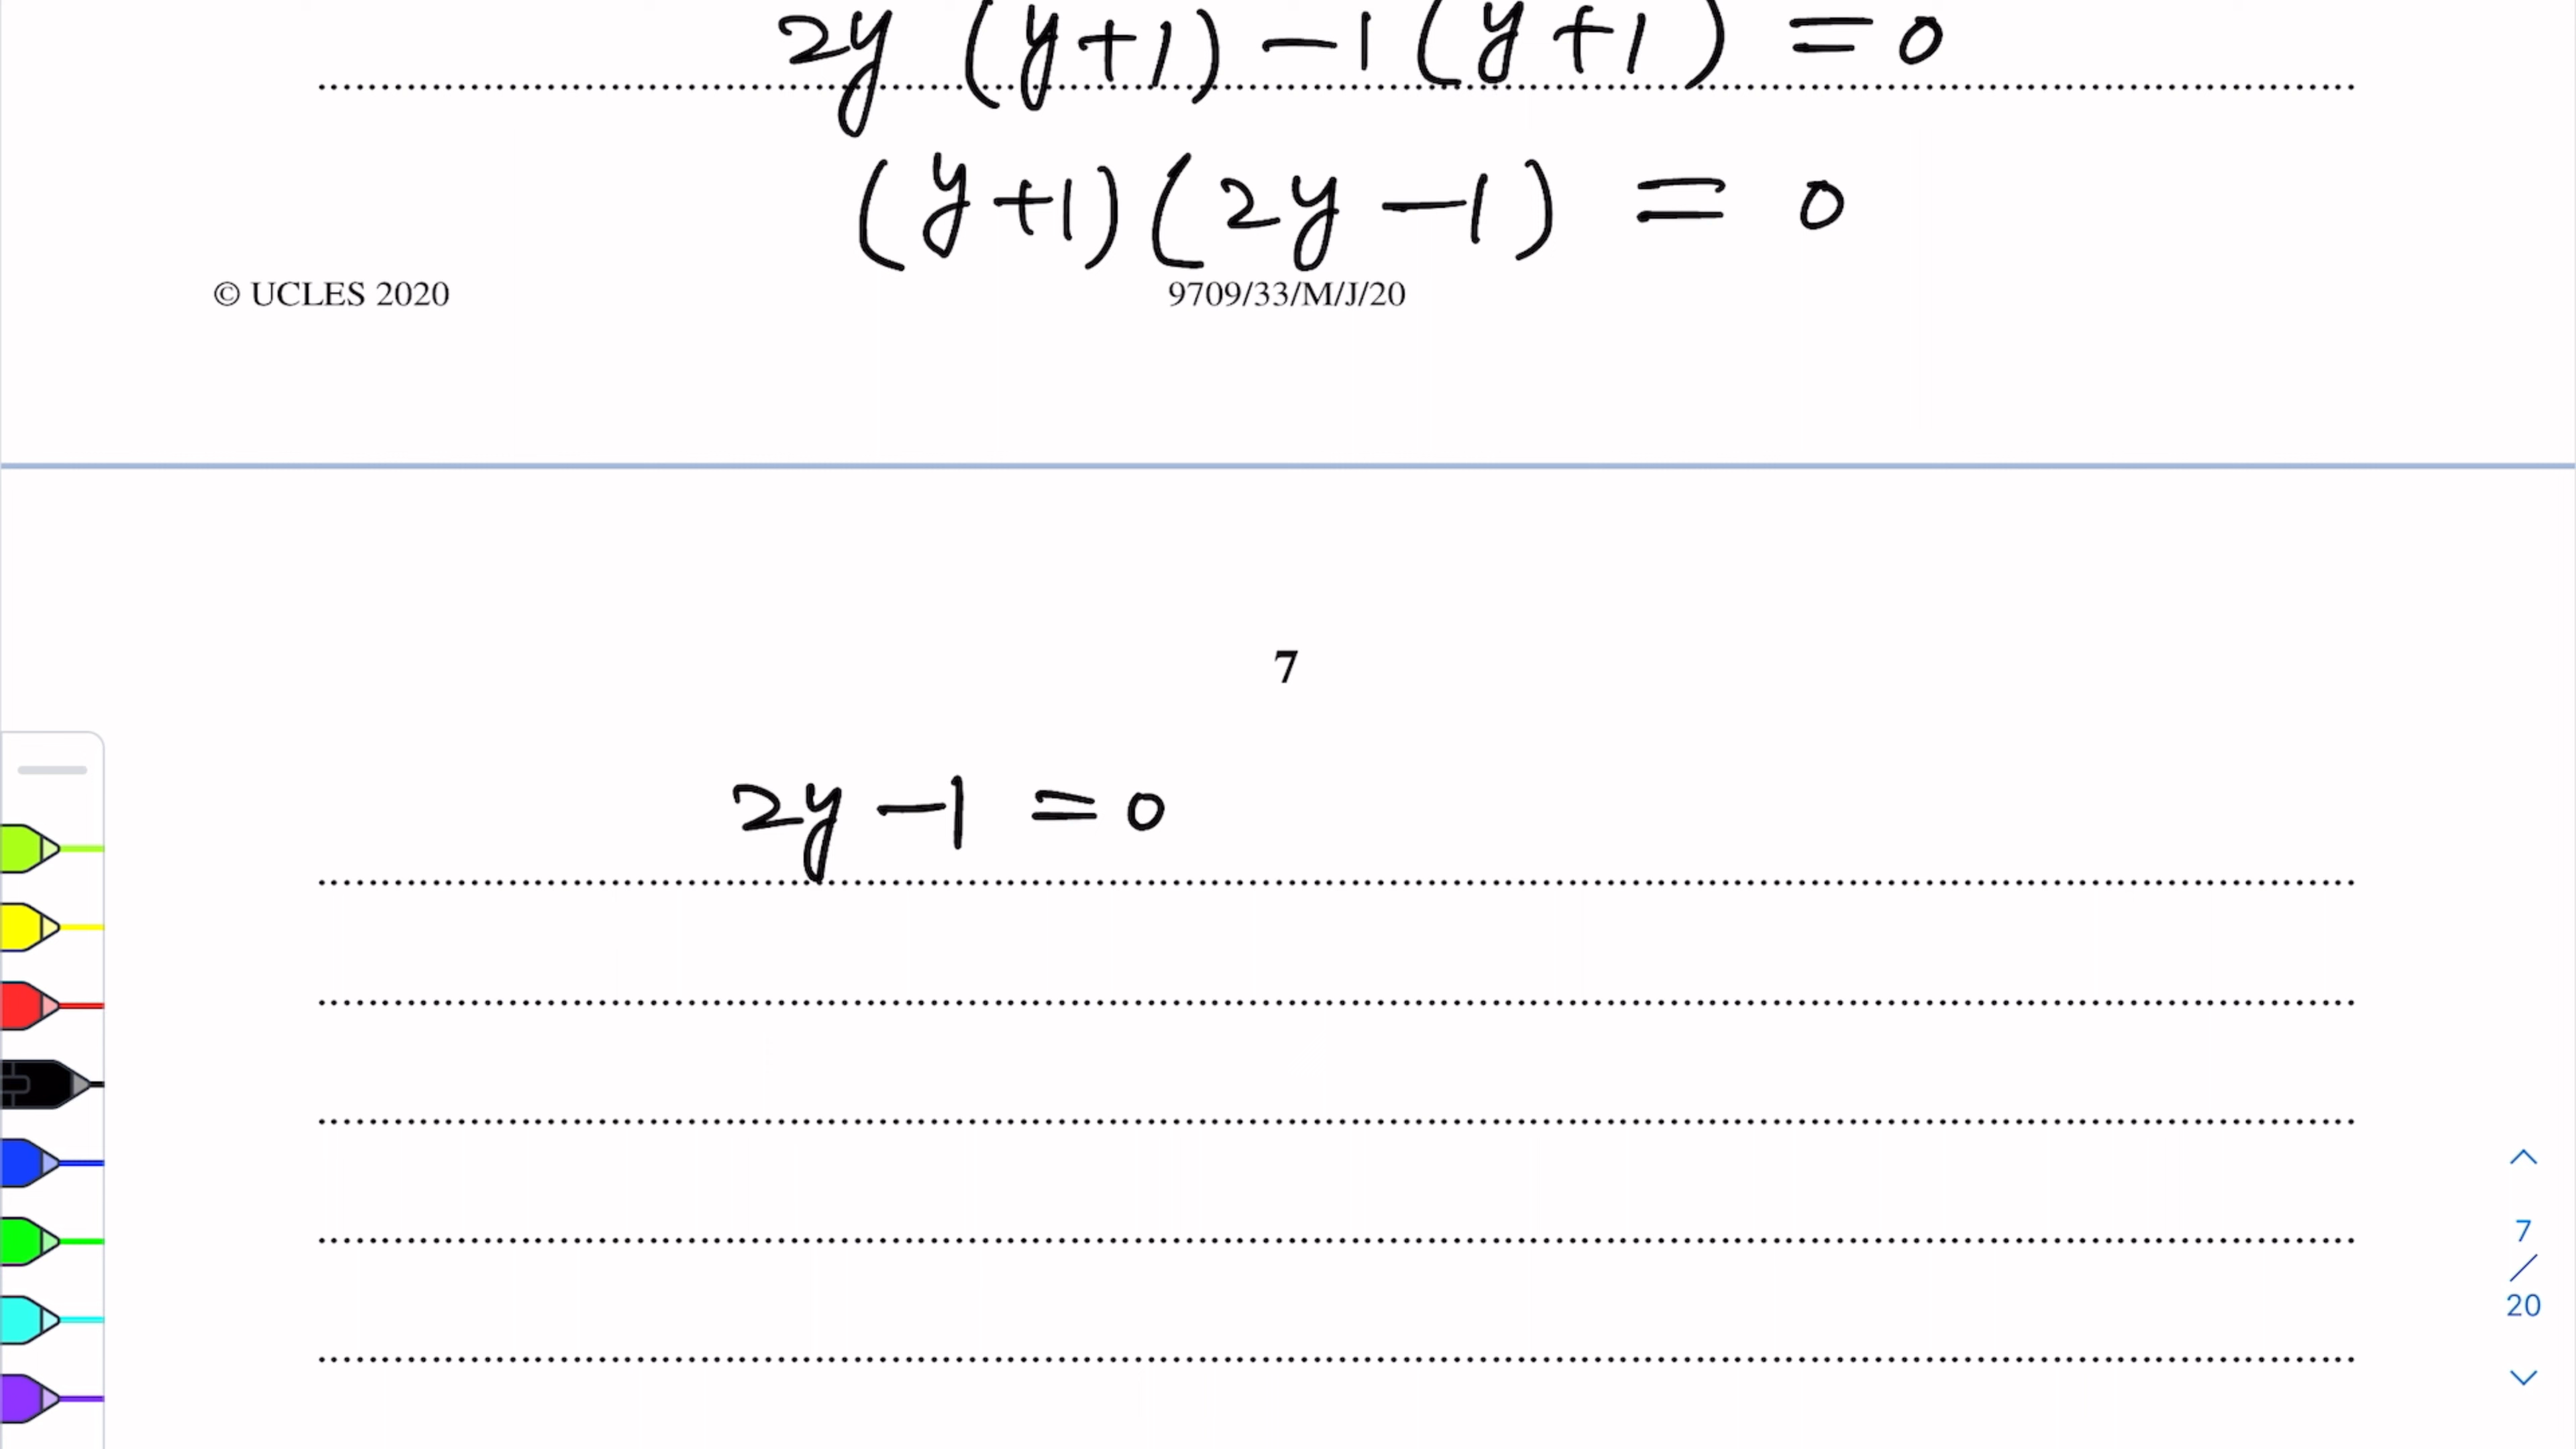 2y (y+1) -1 (y+1) = 0
(y+1) (2y -1) = 0
© UCLES 2020 9709/33/M/J/20
7
2y -1 = 0
7
/
20